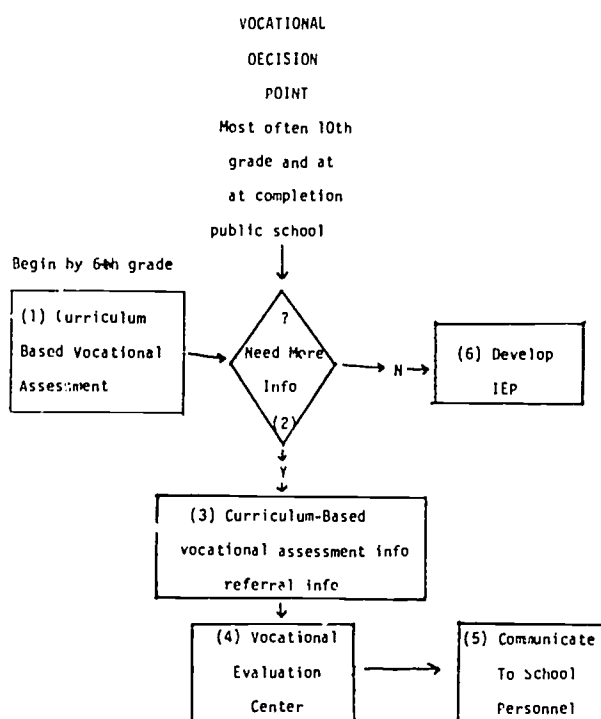 VOCATIONAL
OECISION
POINT
Most often 10th
grade and at
at completion
public school
Begin by 6th grade
(1) Curriculum
Based Vocational
Assessment
?
Need More
Info
(2)
N
(6) Develop
IEP
Y
(3) Curriculum-Based
vocational assessment info
referral info
(4) Vocational
Evaluation
Center
(5) Communicate
To School
Personnel